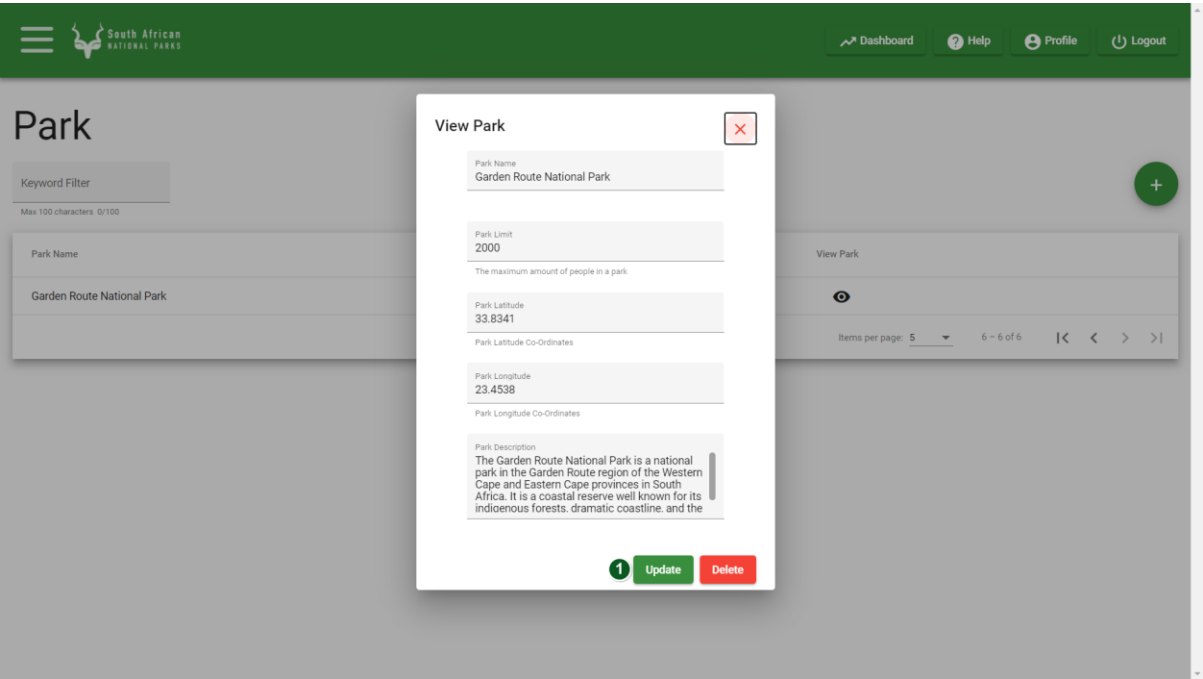 South African
NATIONAL PARKS
Dashboard
Help
Profile
Logout
Park
Keyword Filter
Max 100 characters 0/100
Park Name
View Park
Garden Route National Park
Items per page: 5
6 – 6 of 6
View Park
Park Name
Garden Route National Park
Park Limit
2000
The maximum amount of people in a park
Park Latitude
33.8341
Park Latitude Co-Ordinates
Park Longitude
23.4538
Park Longitude Co-Ordinates
Park Description
The Garden Route National Park is a national
park in the Garden Route region of the Western
Cape and Eastern Cape provinces in South
Africa. It is a coastal reserve well known for its
indigenous forests, dramatic coastline, and the
1
Update
Delete